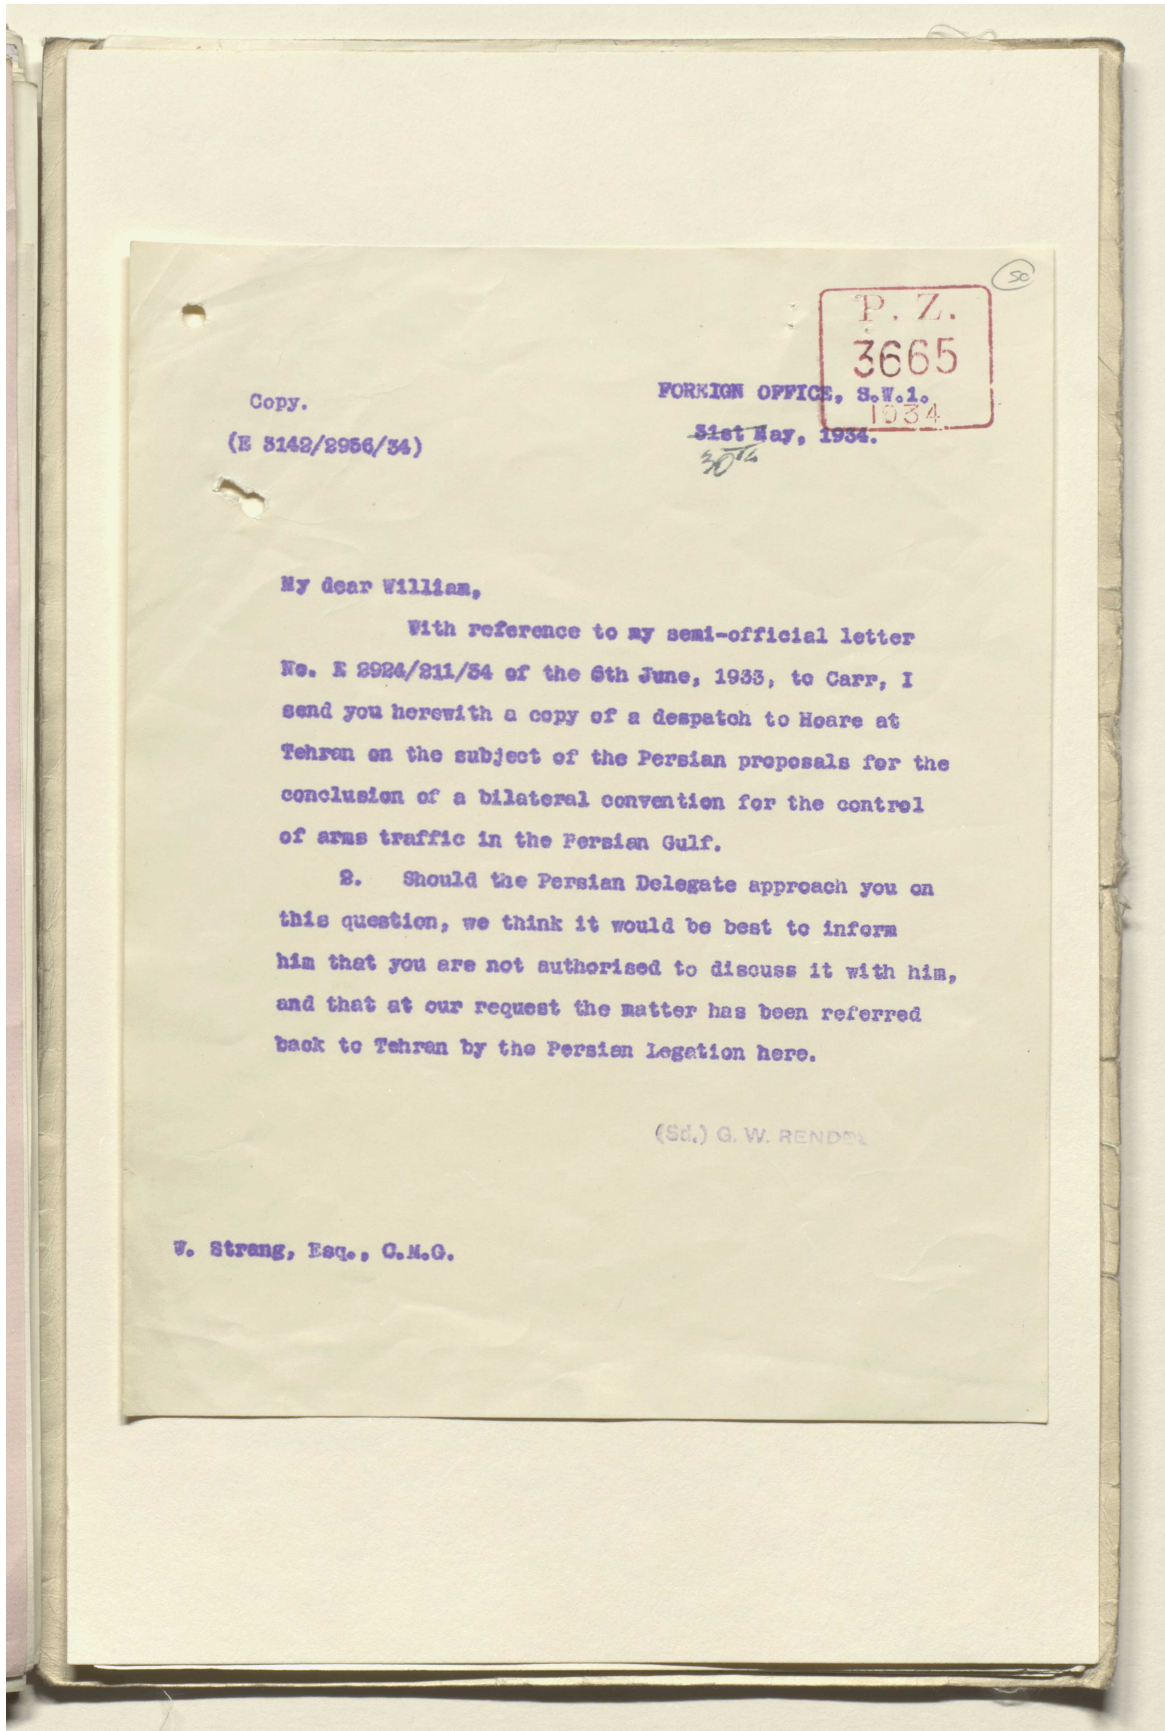 50
P. Z.
3665
1934
Copy.
FOREIGN OFFICE, S.W.1.
(E 3142/2956/34)
31st May, 1934.
30th
My dear William,
With reference to my semi-official letter
No. E 2924/211/34 of the 6th June, 1933, to Carr, I
send you herewith a copy of a despatch to Hoare at
Tehran on the subject of the Persian proposals for the
conclusion of a bilateral convention for the control
of arms traffic in the Persian Gulf.
2. Should the Persian Delegate approach you on
this question, we think it would be best to inform
him that you are not authorised to discuss it with him,
and that at our request the matter has been referred
back to Tehran by the Persian Legation here.
(Sd.) G. W. RENDEL
W. Strang, Esq., C.M.G.